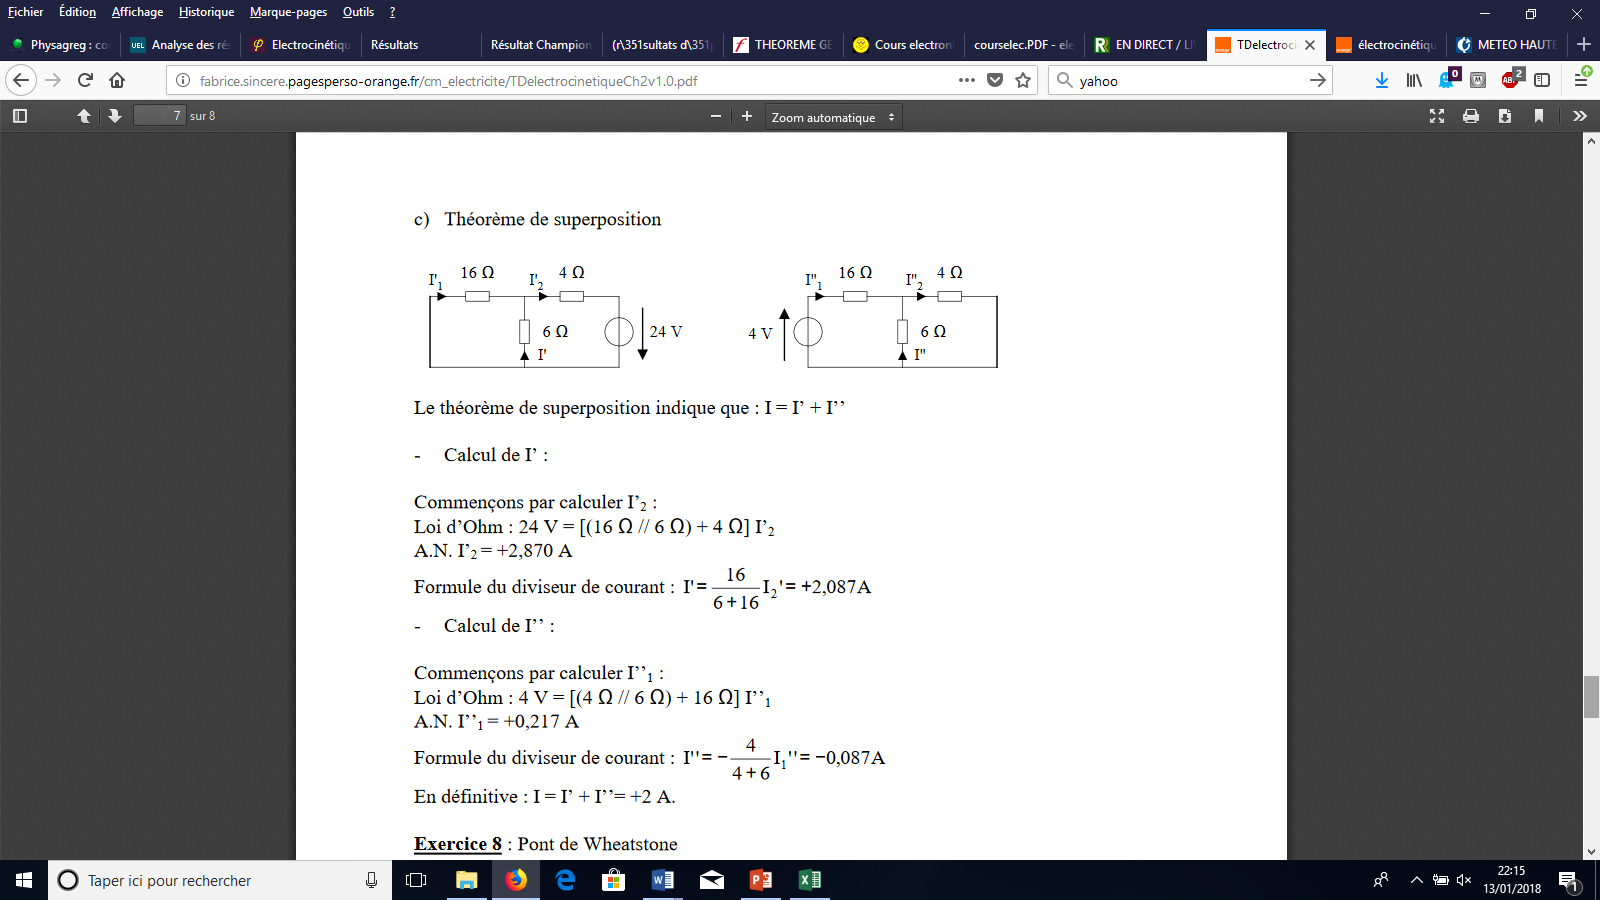 Fichier Édition Affichage Historique Marque-pages Outils ?
Physagreg : co
UEL Analyse des ré
Electrocinétiqu
Résultats
Résultat Champion
(r\351sultats d\351
THEOREME GE
Cours electroni
courselec.PDF - ele
EN DIRECT / LI
TDelectroci
électrocinétiqu
METEO HAUTE
fabrice.sincere.pagesperso-orange.fr/cm_electricite/TDelectrocinetiqueCh2v1.0.pdf
yahoo
0
2
7 sur 8
Zoom automatique
c) Théorème de superposition
I'1 16 Ω I'2 4 Ω
6 Ω 24 V
I'
I"1 16 Ω I"2 4 Ω
4 V 6 Ω
I"
Le théorème de superposition indique que : I = I’ + I’’
- Calcul de I’ :
Commençons par calculer I’2 :
Loi d’Ohm : 24 V = [(16 Ω // 6 Ω) + 4 Ω] I’2
A.N. I’2 = +2,870 A
Formule du diviseur de courant : I' = 16 / (6 + 16) I2' = +2,087A
- Calcul de I’’ :
Commençons par calculer I’’1 :
Loi d’Ohm : 4 V = [(4 Ω // 6 Ω) + 16 Ω] I’’1
A.N. I’’1 = +0,217 A
Formule du diviseur de courant : I'' = − 4 / (4 + 6) I1'' = −0,087A
En définitive : I = I’ + I’’= +2 A.
Exercice 8 : Pont de Wheatstone
Taper ici pour rechercher
22:15
13/01/2018
1